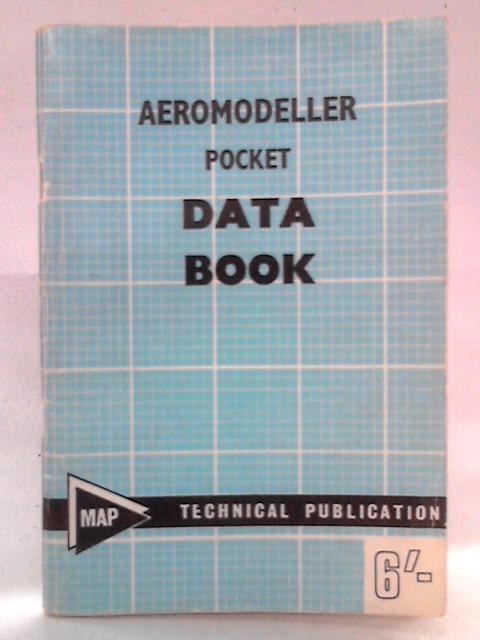 AEROMODELLER
POCKET
DATA
BOOK
MAP TECHNICAL PUBLICATION
6/-